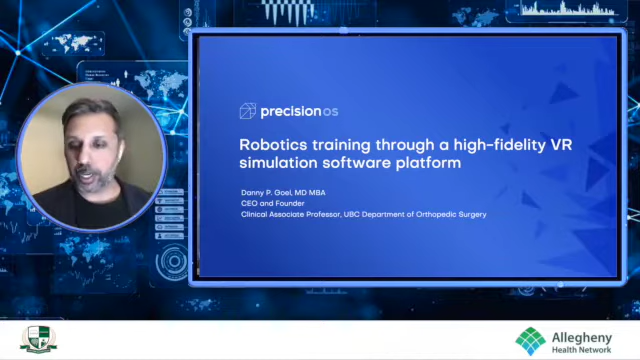 precision os
Robotics training through a high-fidelity VR
simulation software platform
Danny P. Goel, MD MBA
CEO and Founder
Clinical Associate Professor, UBC Department of Orthopedic Surgery
Allegheny
Health Network